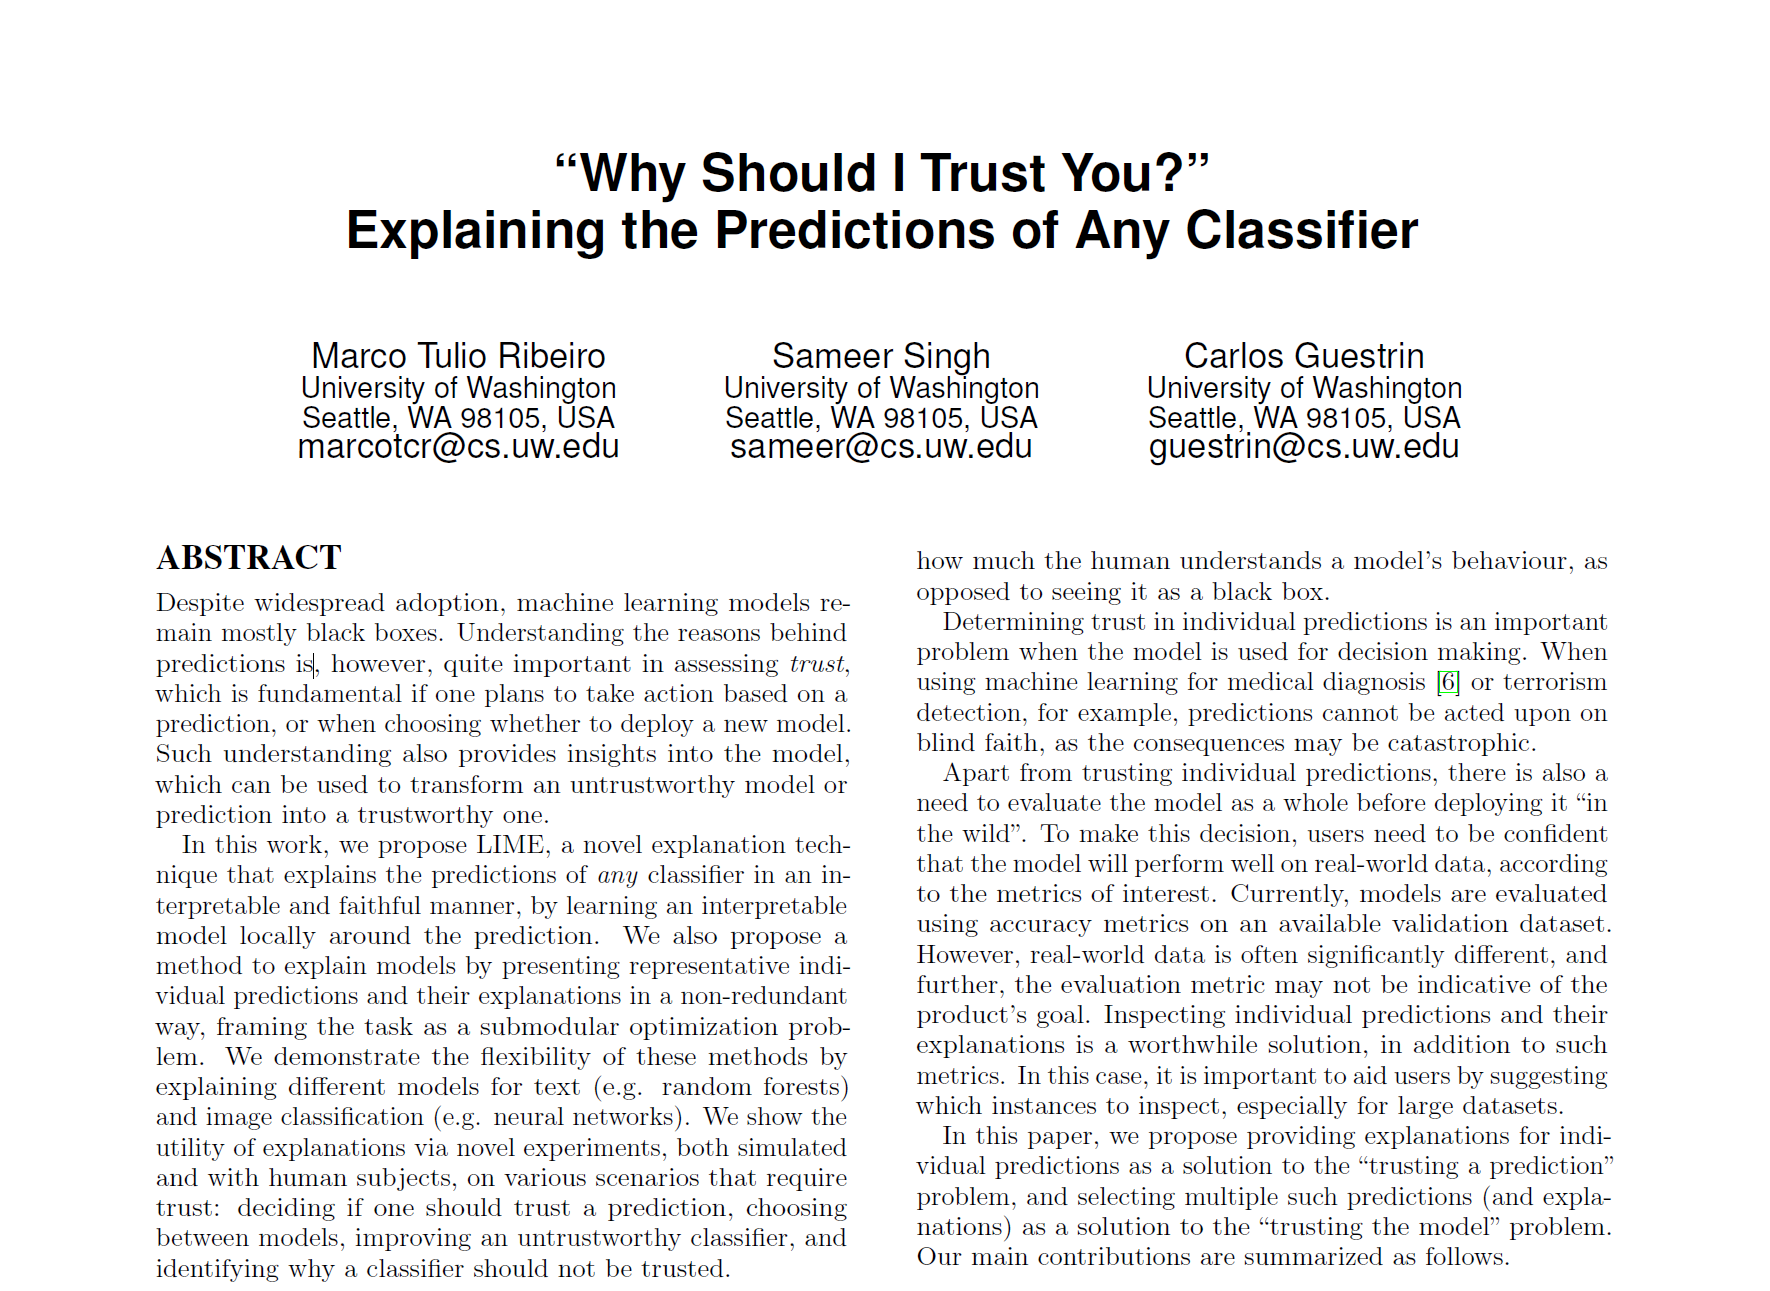 “Why Should I Trust You?”
Explaining the Predictions of Any Classifier
Marco Tulio Ribeiro
University of Washington
Seattle, WA 98105, USA
marcotcr@cs.uw.edu
Sameer Singh
University of Washington
Seattle, WA 98105, USA
sameer@cs.uw.edu
Carlos Guestrin
University of Washington
Seattle, WA 98105, USA
guestrin@cs.uw.edu
ABSTRACT
Despite widespread adoption, machine learning models re-
main mostly black boxes. Understanding the reasons behind
predictions is, however, quite important in assessing trust,
which is fundamental if one plans to take action based on a
prediction, or when choosing whether to deploy a new model.
Such understanding also provides insights into the model,
which can be used to transform an untrustworthy model or
prediction into a trustworthy one.
In this work, we propose LIME, a novel explanation tech-
nique that explains the predictions of any classifier in an in-
terpretable and faithful manner, by learning an interpretable
model locally around the prediction. We also propose a
method to explain models by presenting representative indi-
vidual predictions and their explanations in a non-redundant
way, framing the task as a submodular optimization prob-
lem. We demonstrate the flexibility of these methods by
explaining different models for text (e.g. random forests)
and image classification (e.g. neural networks). We show the
utility of explanations via novel experiments, both simulated
and with human subjects, on various scenarios that require
trust: deciding if one should trust a prediction, choosing
between models, improving an untrustworthy classifier, and
identifying why a classifier should not be trusted.
how much the human understands a model’s behaviour, as
opposed to seeing it as a black box.
Determining trust in individual predictions is an important
problem when the model is used for decision making. When
using machine learning for medical diagnosis [6] or terrorism
detection, for example, predictions cannot be acted upon on
blind faith, as the consequences may be catastrophic.
Apart from trusting individual predictions, there is also a
need to evaluate the model as a whole before deploying it “in
the wild”. To make this decision, users need to be confident
that the model will perform well on real-world data, according
to the metrics of interest. Currently, models are evaluated
using accuracy metrics on an available validation dataset.
However, real-world data is often significantly different, and
further, the evaluation metric may not be indicative of the
product’s goal. Inspecting individual predictions and their
explanations is a worthwhile solution, in addition to such
metrics. In this case, it is important to aid users by suggesting
which instances to inspect, especially for large datasets.
In this paper, we propose providing explanations for indi-
vidual predictions as a solution to the “trusting a prediction”
problem, and selecting multiple such predictions (and expla-
nations) as a solution to the “trusting the model” problem.
Our main contributions are summarized as follows.